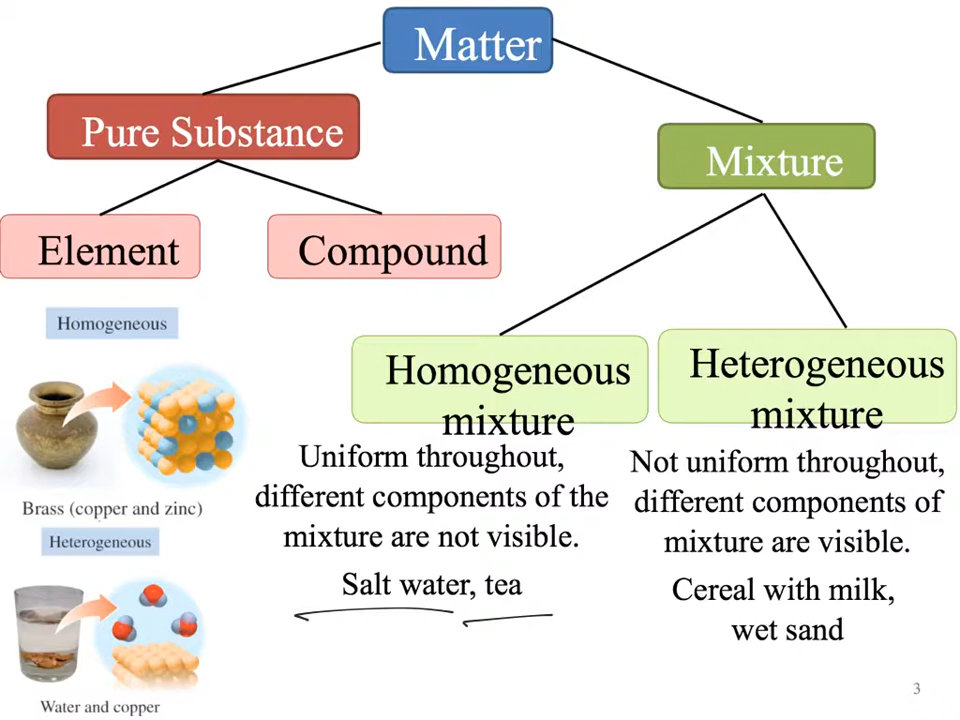 Matter
Pure Substance
Mixture
Element
Compound
Homogeneous
Homogeneous
mixture
Heterogeneous
mixture
Uniform throughout,
different components of the
mixture are not visible.
Salt water, tea
Not uniform throughout,
different components of
mixture are visible.
Cereal with milk,
wet sand
Brass (copper and zinc)
Heterogeneous
Water and copper
3